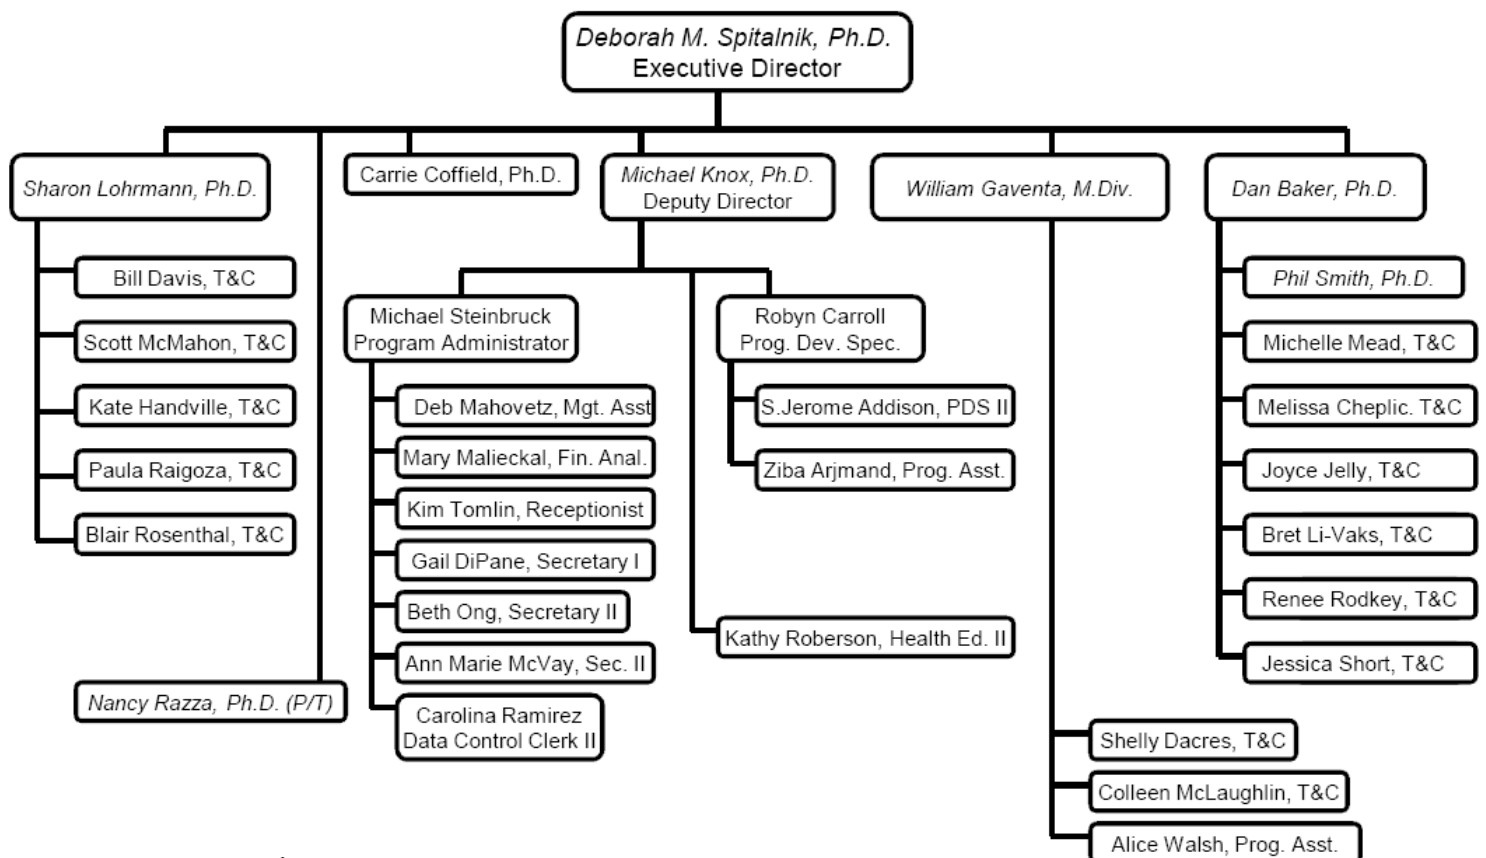 Deborah M. Spitalnik, Ph.D.
Executive Director
Sharon Lohrmann, Ph.D.
Carrie Coffield, Ph.D.
Michael Knox, Ph.D.
Deputy Director
William Gaventa, M.Div.
Dan Baker, Ph.D.
Bill Davis, T&C
Scott McMahon, T&C
Kate Handville, T&C
Paula Raigoza, T&C
Blair Rosenthal, T&C
Nancy Razza, Ph.D. (P/T)
Michael Steinbruck
Program Administrator
Deb Mahovetz, Mgt. Asst
Mary Malieckal, Fin. Anal.
Kim Tomlin, Receptionist
Gail DiPane, Secretary I
Beth Ong, Secretary II
Ann Marie McVay, Sec. II
Carolina Ramirez
Data Control Clerk II
Robyn Carroll
Prog. Dev. Spec.
S.Jerome Addison, PDS II
Ziba Arjmand, Prog. Asst.
Kathy Roberson, Health Ed. II
Shelly Dacres, T&C
Colleen McLaughlin, T&C
Alice Walsh, Prog. Asst.
Phil Smith, Ph.D.
Michelle Mead, T&C
Melissa Cheplic. T&C
Joyce Jelly, T&C
Bret Li-Vaks, T&C
Renee Rodkey, T&C
Jessica Short, T&C